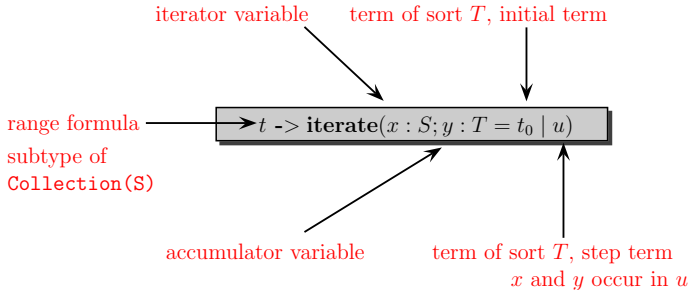 iterator variable
term of sort T, initial term
range formula
t -> iterate(x : S; y : T = t₀ | u)
subtype of
Collection(S)
accumulator variable
term of sort T, step term
x and y occur in u